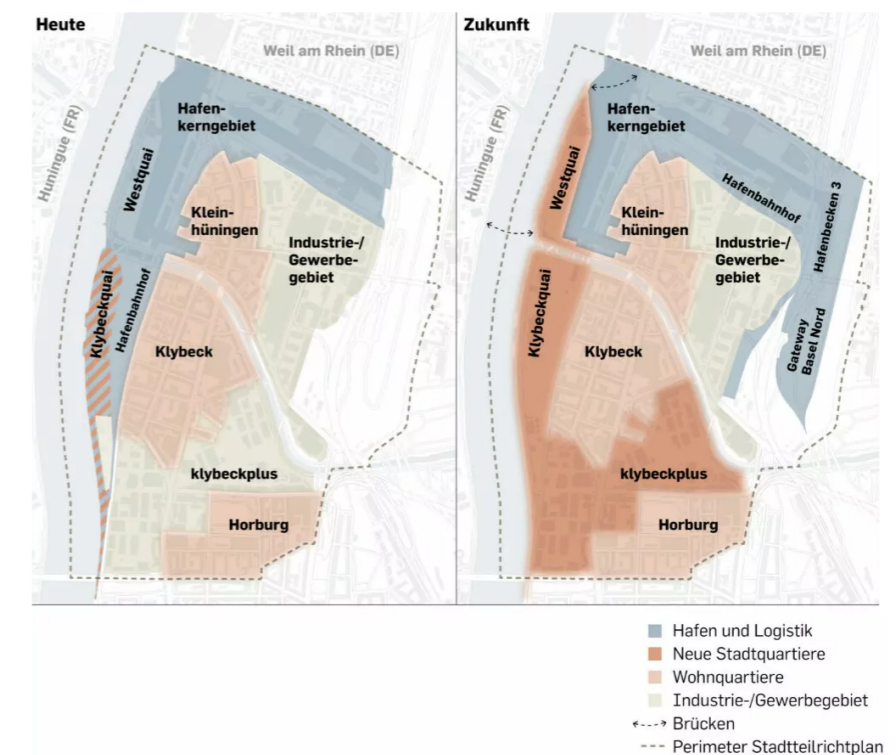 Heute
Weil am Rhein (DE)
Huningue (FR)
Hafen-
kerngebiet
Westquai
Klein-
hüningen
Industrie-/
Gewerbe-
gebiet
Klybeckquai
Hafenbahnhof
Klybeck
klybeckplus
Horburg
Zukunft
Weil am Rhein (DE)
Huningue (FR)
Hafen-
kerngebiet
Westquai
Hafenbahnhof
Hafenbecken 3
Klein-
hüningen
Industrie-/
Gewerbe-
gebiet
Klybeckquai
Gateway
Basel Nord
Klybeck
klybeckplus
Horburg
Hafen und Logistik
Neue Stadtquartiere
Wohnquartiere
Industrie-/Gewerbegebiet
Brücken
Perimeter Stadtteilrichtplan